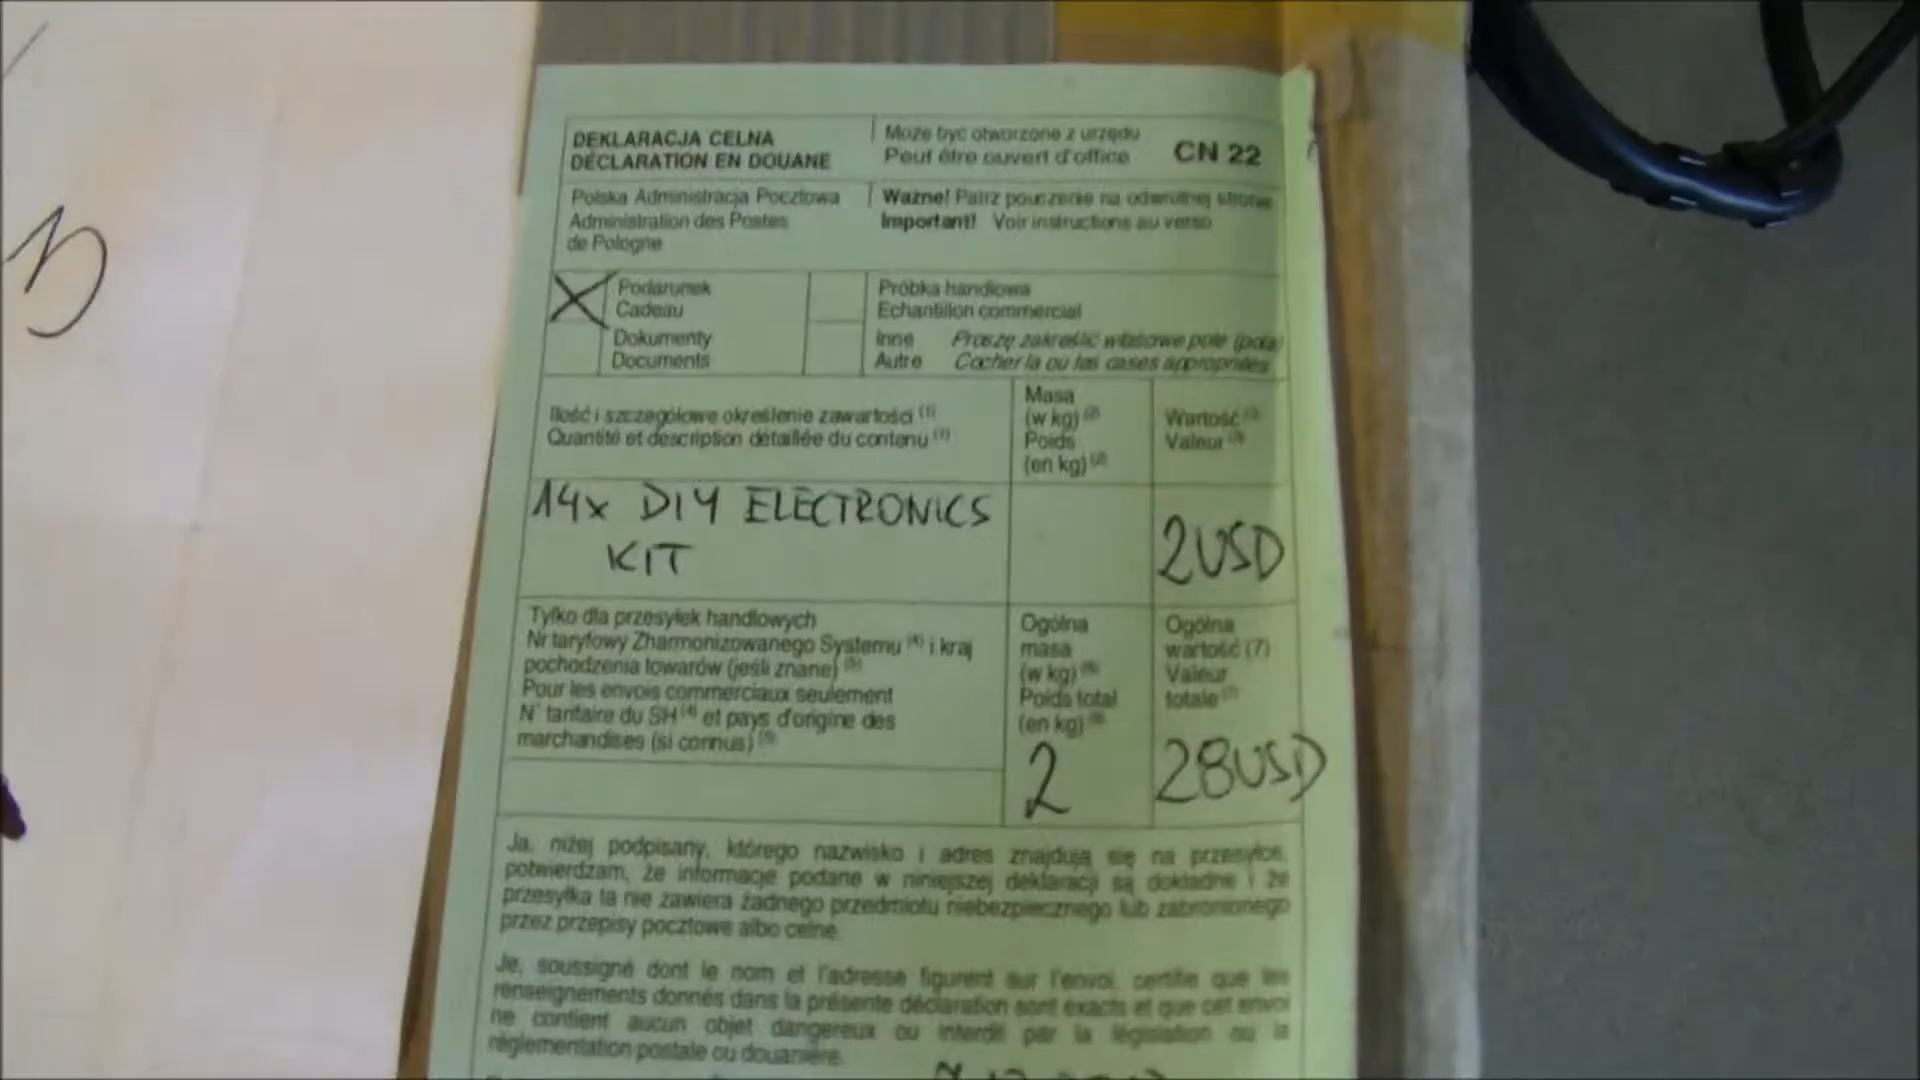 DEKLARACJA CELNA
DÉCLARATION EN DOUANE
Może być otworzone z urzędu
Peut être ouvert d'office
CN 22
Polska Administracja Pocztowa
Administration des Postes
de Pologne
Ważne! Patrz pouczenie na odwrotnej stronie
Important! Voir instructions au verso
Podarunek
Cadeau
Próbka handlowa
Echantillon commercial
Dokumenty
Documents
Inne Proszę zakreślić właściwe pole (pola)
Autre Cocher la ou las cases appropriées
Ilość i szczegółowe określenie zawartości (1)
Quantité et description détaillée du contenu (1)
Masa
(w kg) (2)
Poids
(en kg) (2)
Wartość (3)
Valeur (3)
14x DIY ELECTRONICS
KIT
2USD
Tylko dla przesyłek handlowych
Nr taryfowy Zharmonizowanego Systemu (4) i kraj
pochodzenia towarów (jeśli znane) (5)
Pour les envois commerciaux seulement
N° tarifaire du SH (4) et pays d'origine des
marchandises (si connus) (5)
Ogólna
masa
(w kg) (6)
Poids total
(en kg) (6)
2
Ogólna
wartość (7)
Valeur
totale (7)
28USD
Ja, niżej podpisany, którego nazwisko i adres znajdują się na przesyłce,
potwierdzam, że informacje podane w niniejszej deklaracji są dokładne i że
przesyłka ta nie zawiera żadnego przedmiotu niebezpiecznego lub zabronionego
przez przepisy pocztowe albo celne.
Je, soussigné dont le nom et l'adresse figurent sur l'envoi, certifie que les
renseignements donnés dans la présente déclaration sont exacts et que cet envoi
ne contient aucun objet dangereux ou interdit par la législation ou la
réglementation postale ou douanière.